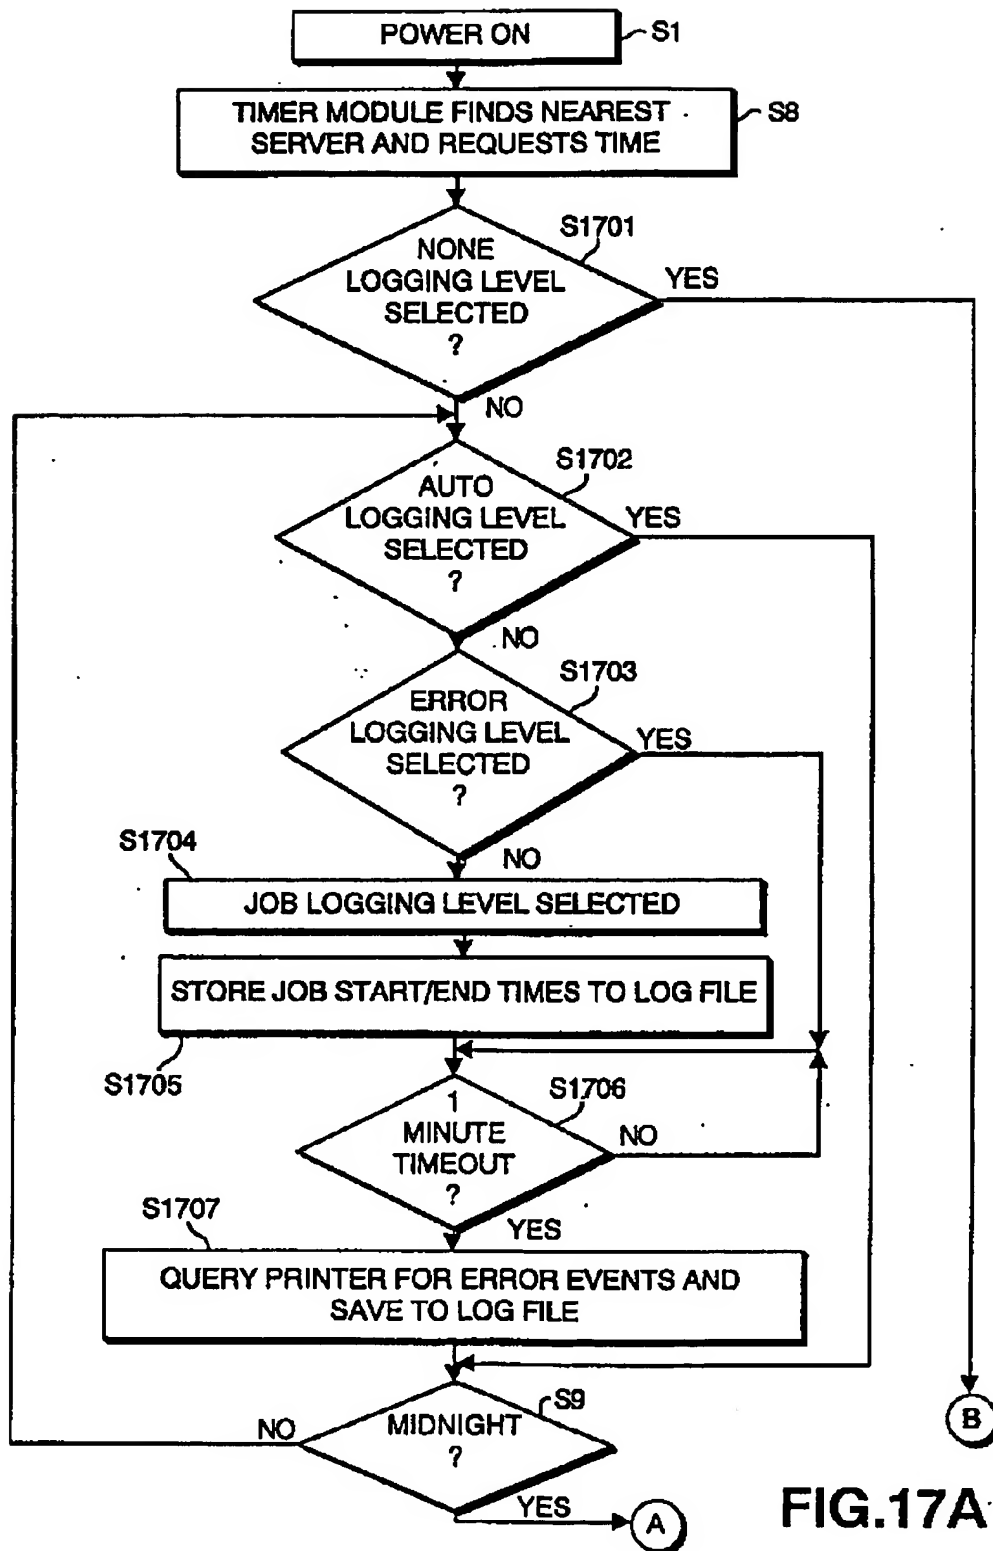 POWER ON
S1
TIMER MODULE FINDS NEAREST
SERVER AND REQUESTS TIME
S8
S1701
NONE
LOGGING LEVEL
SELECTED
?
YES
NO
S1702
AUTO
LOGGING LEVEL
SELECTED
?
YES
NO
S1703
ERROR
LOGGING LEVEL
SELECTED
?
YES
S1704
NO
JOB LOGGING LEVEL SELECTED
STORE JOB START/END TIMES TO LOG FILE
S1705
S1706
1
MINUTE
TIMEOUT
?
NO
S1707
YES
QUERY PRINTER FOR ERROR EVENTS AND
SAVE TO LOG FILE
S9
NO
MIDNIGHT
?
B
YES
A
FIG.17A